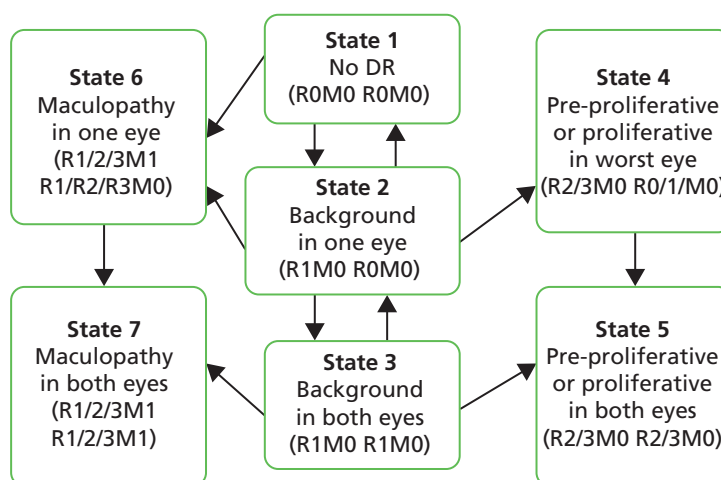 State 1
No DR
(R0M0 R0M0)
State 6
Maculopathy
in one eye
(R1/2/3M1
R1/R2/R3M0)
State 4
Pre-proliferative
or proliferative
in worst eye
(R2/3M0 R0/1/M0)
State 2
Background
in one eye
(R1M0 R0M0)
State 7
Maculopathy
in both eyes
(R1/2/3M1
R1/2/3M1)
State 3
Background
in both eyes
(R1M0 R1M0)
State 5
Pre-proliferative
or proliferative
in both eyes
(R2/3M0 R2/3M0)